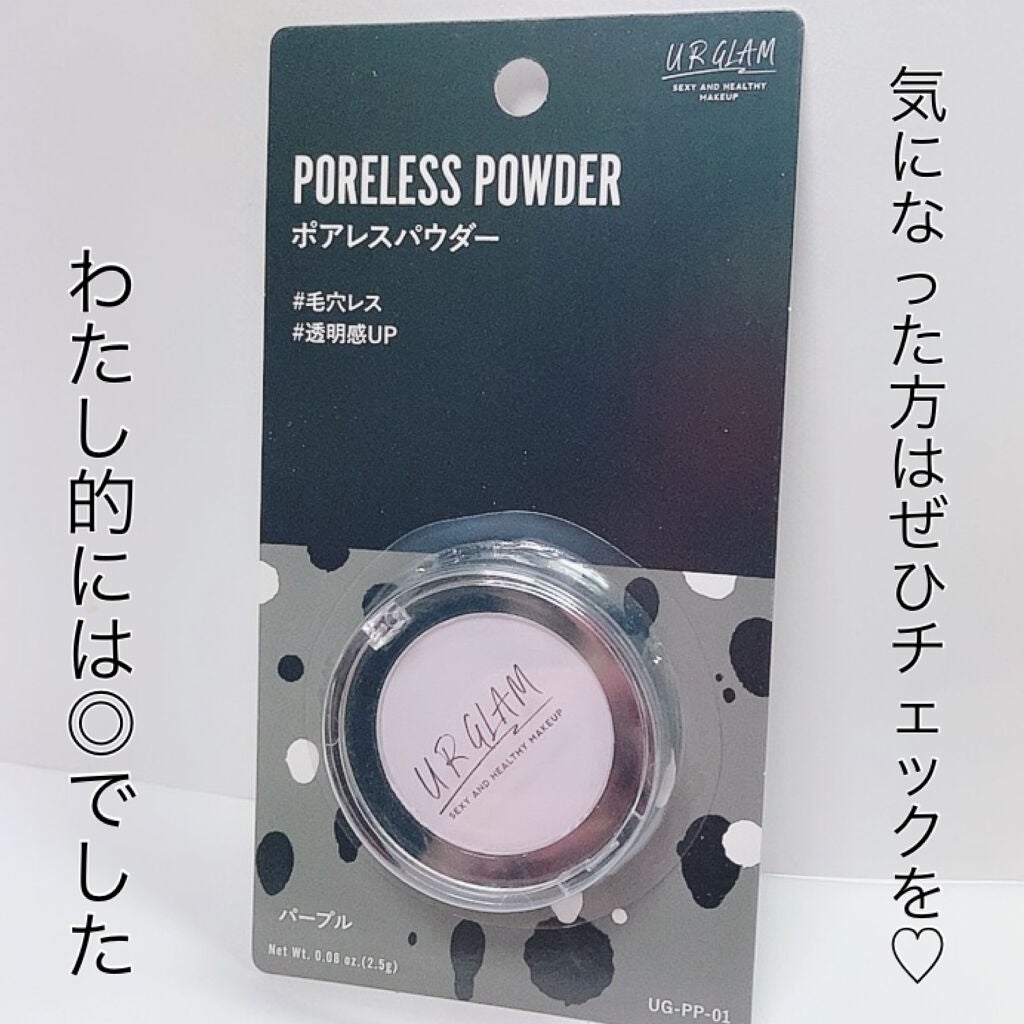 気になった方はぜひチェックを♡
わたし的には◎でした
UR GLAM
SEXY AND HEALTHY
MAKEUP
PORELESS POWDER
ポアレスパウダー
#毛穴レス
#透明感UP
UR GLAM
SEXY AND HEALTHY MAKEUP
パープル
Net Wt. 0.08 oz.(2.5g)
UG-PP-01